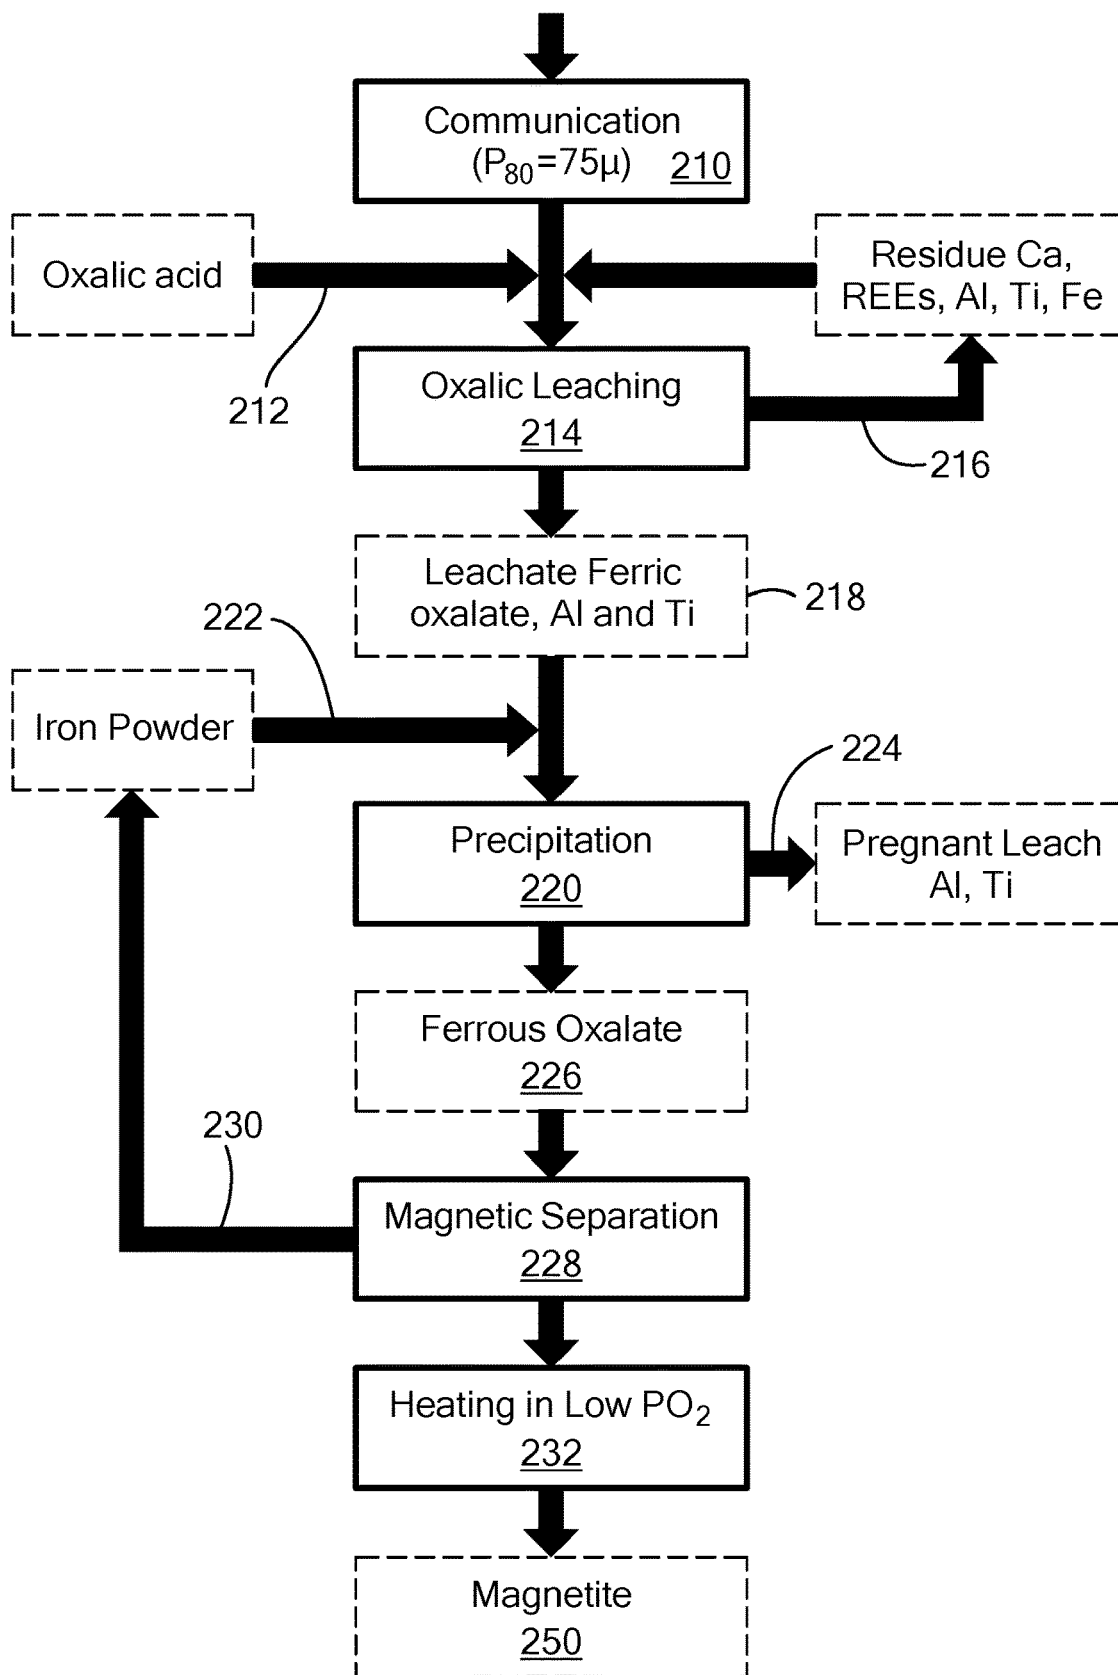 Communication
(P80=75µ) 210
Oxalic acid
Residue Ca,
REEs, Al, Ti, Fe
212
Oxalic Leaching
214
216
Leachate Ferric
oxalate, Al and Ti
218
222
Iron Powder
224
Precipitation
220
Pregnant Leach
Al, Ti
Ferrous Oxalate
226
230
Magnetic Separation
228
Heating in Low PO2
232
Magnetite
250